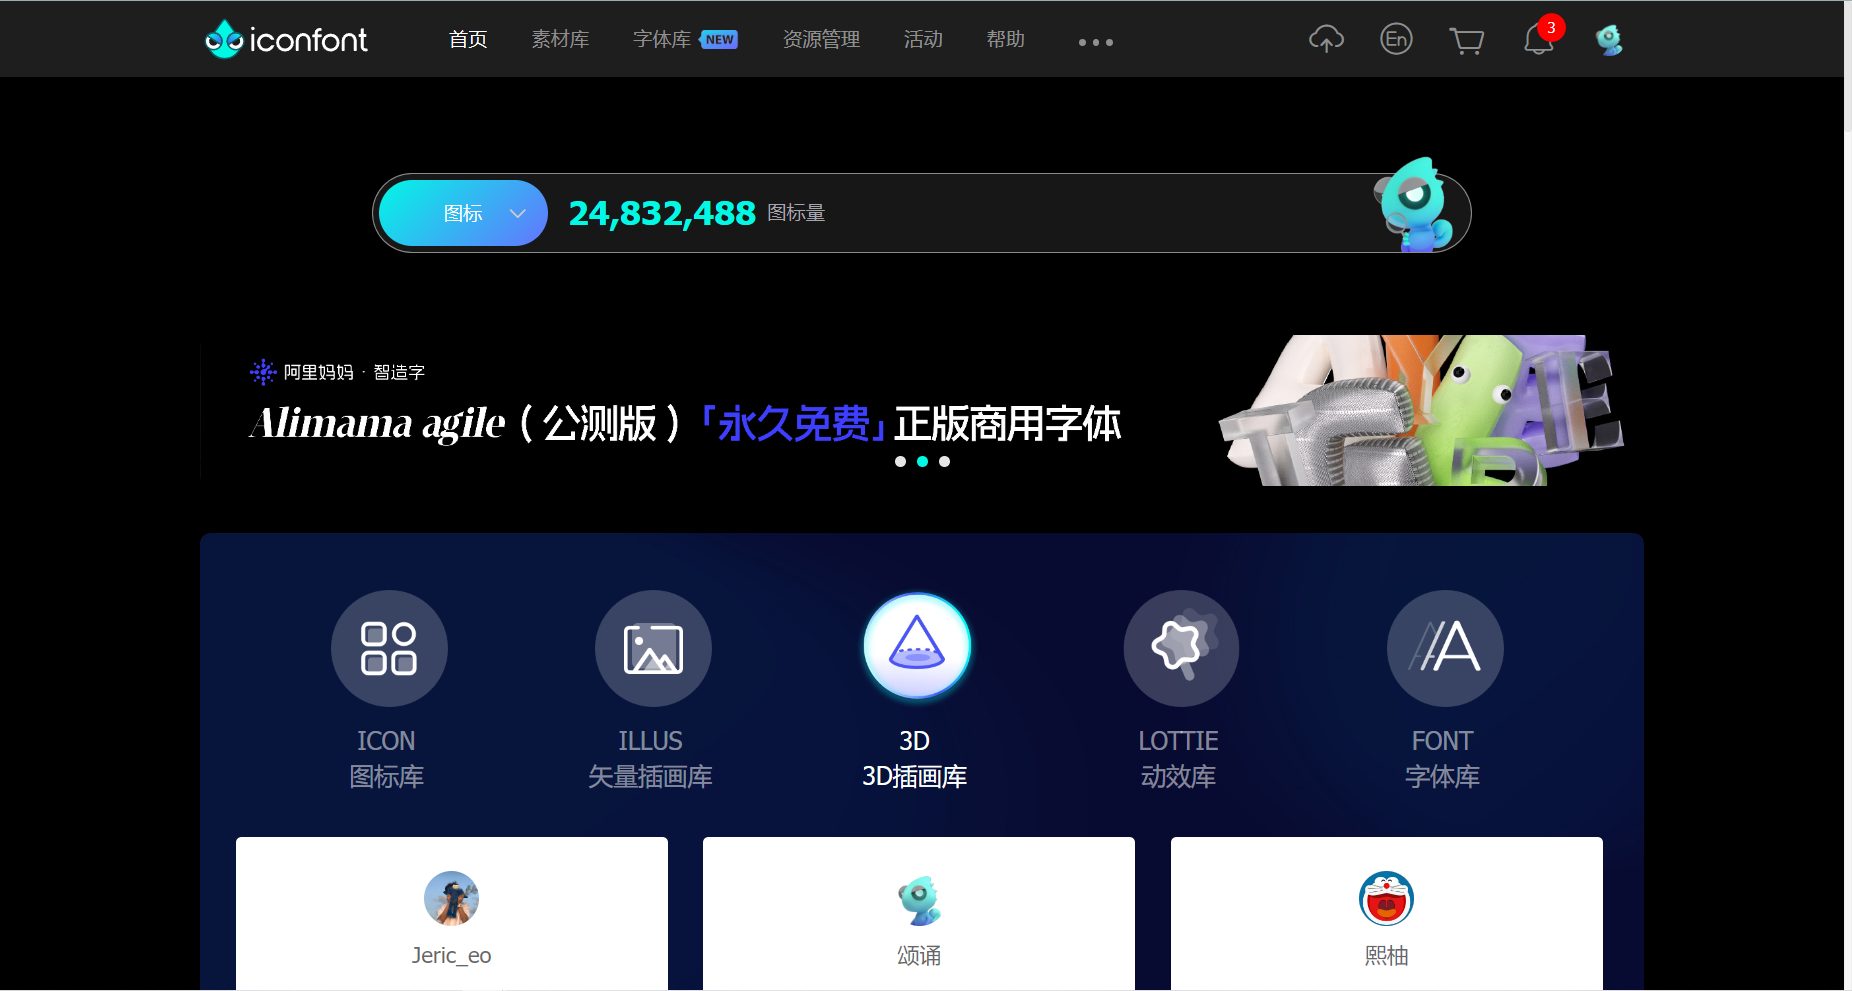 iconfont 首页 素材库 字体库 NEW 资源管理 活动 帮助 En 3
图标 24,832,488 图标量
阿里妈妈 · 智造字
Alimama agile（公测版）「永久免费」正版商用字体
ICON ILLUS 3D LOTTIE FONT
图标库 矢量插画库 3D插画库 动效库 字体库
Jeric_eo 颂诵 熙柚